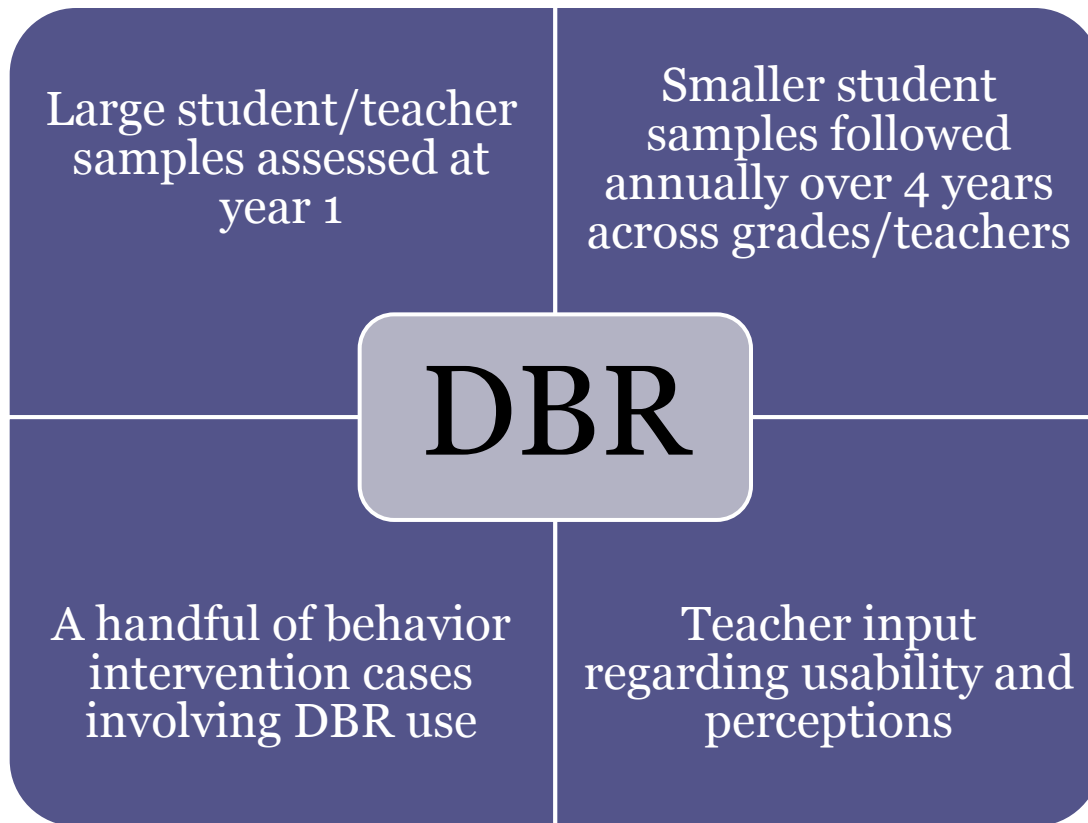 Large student/teacher
samples assessed at
year 1
Smaller student
samples followed
annually over 4 years
across grades/teachers
DBR
A handful of behavior
intervention cases
involving DBR use
Teacher input
regarding usability and
perceptions